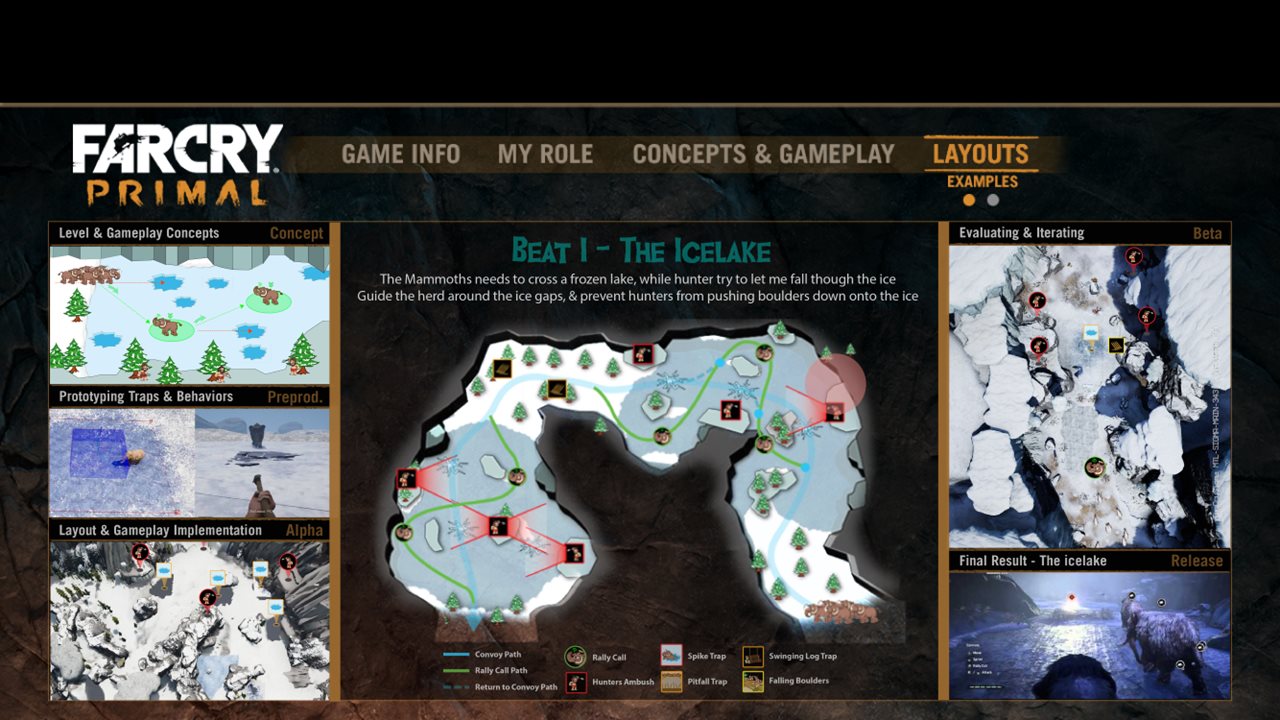 FARCRY
PRIMAL
GAME INFO
MY ROLE
CONCEPTS & GAMEPLAY
LAYOUTS
EXAMPLES
Level & Gameplay Concepts
Concept
Prototyping Traps & Behaviors
Preprod.
Layout & Gameplay Implementation
Alpha
BEAT I - THE ICELAKE
The Mammoths needs to cross a frozen lake, while hunter try to let me fall though the ice
Guide the herd around the ice gaps, & prevent hunters from pushing boulders down onto the ice
Convoy Path
Rally Call Path
Return to Convoy Path
Rally Call
Hunters Ambush
Spike Trap
Pitfall Trap
Swinging Log Trap
Falling Boulders
Evaluating & Iterating
Beta
MTL-SIGMA-MAIN-343
Final Result - The icelake
Release